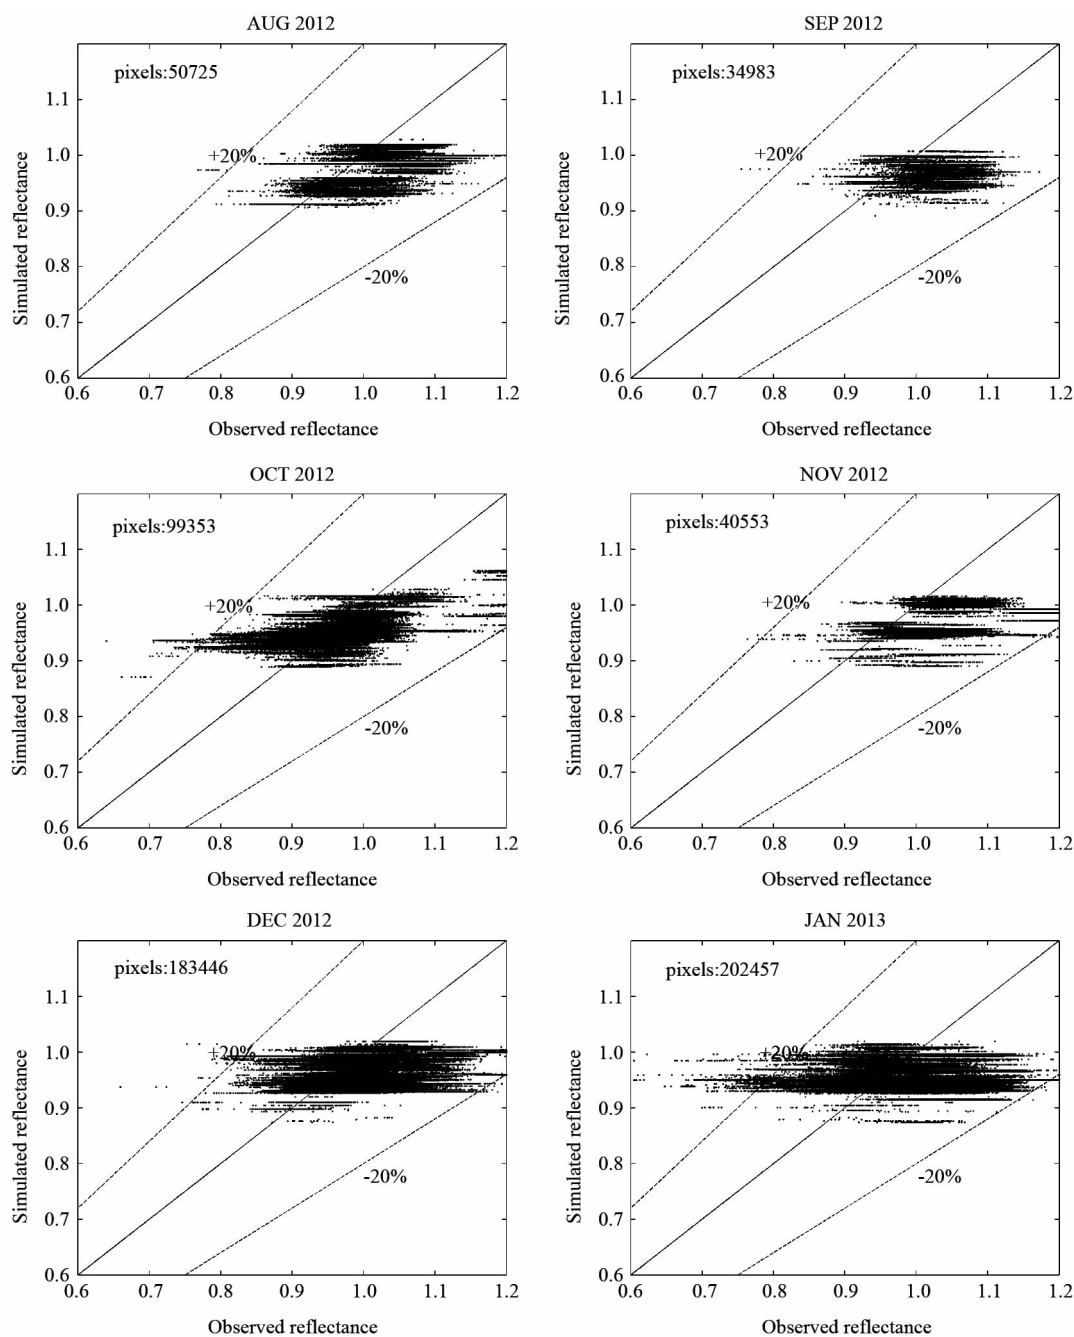 AUG 2012
pixels:50725
1.1
1.0
0.9
0.8
0.7
0.6
Simulated reflectance
+20%
-20%
0.6 0.7 0.8 0.9 1.0 1.1 1.2
Observed reflectance
SEP 2012
pixels:34983
1.1
1.0
0.9
0.8
0.7
0.6
Simulated reflectance
+20%
-20%
0.6 0.7 0.8 0.9 1.0 1.1 1.2
Observed reflectance
OCT 2012
pixels:99353
1.1
1.0
0.9
0.8
0.7
0.6
Simulated reflectance
+20%
-20%
0.6 0.7 0.8 0.9 1.0 1.1 1.2
Observed reflectance
NOV 2012
pixels:40553
1.1
1.0
0.9
0.8
0.7
0.6
Simulated reflectance
+20%
-20%
0.6 0.7 0.8 0.9 1.0 1.1 1.2
Observed reflectance
DEC 2012
pixels:183446
1.1
1.0
0.9
0.8
0.7
0.6
Simulated reflectance
+20%
-20%
0.6 0.7 0.8 0.9 1.0 1.1 1.2
Observed reflectance
JAN 2013
pixels:202457
1.1
1.0
0.9
0.8
0.7
0.6
Simulated reflectance
+20%
-20%
0.6 0.7 0.8 0.9 1.0 1.1 1.2
Observed reflectance